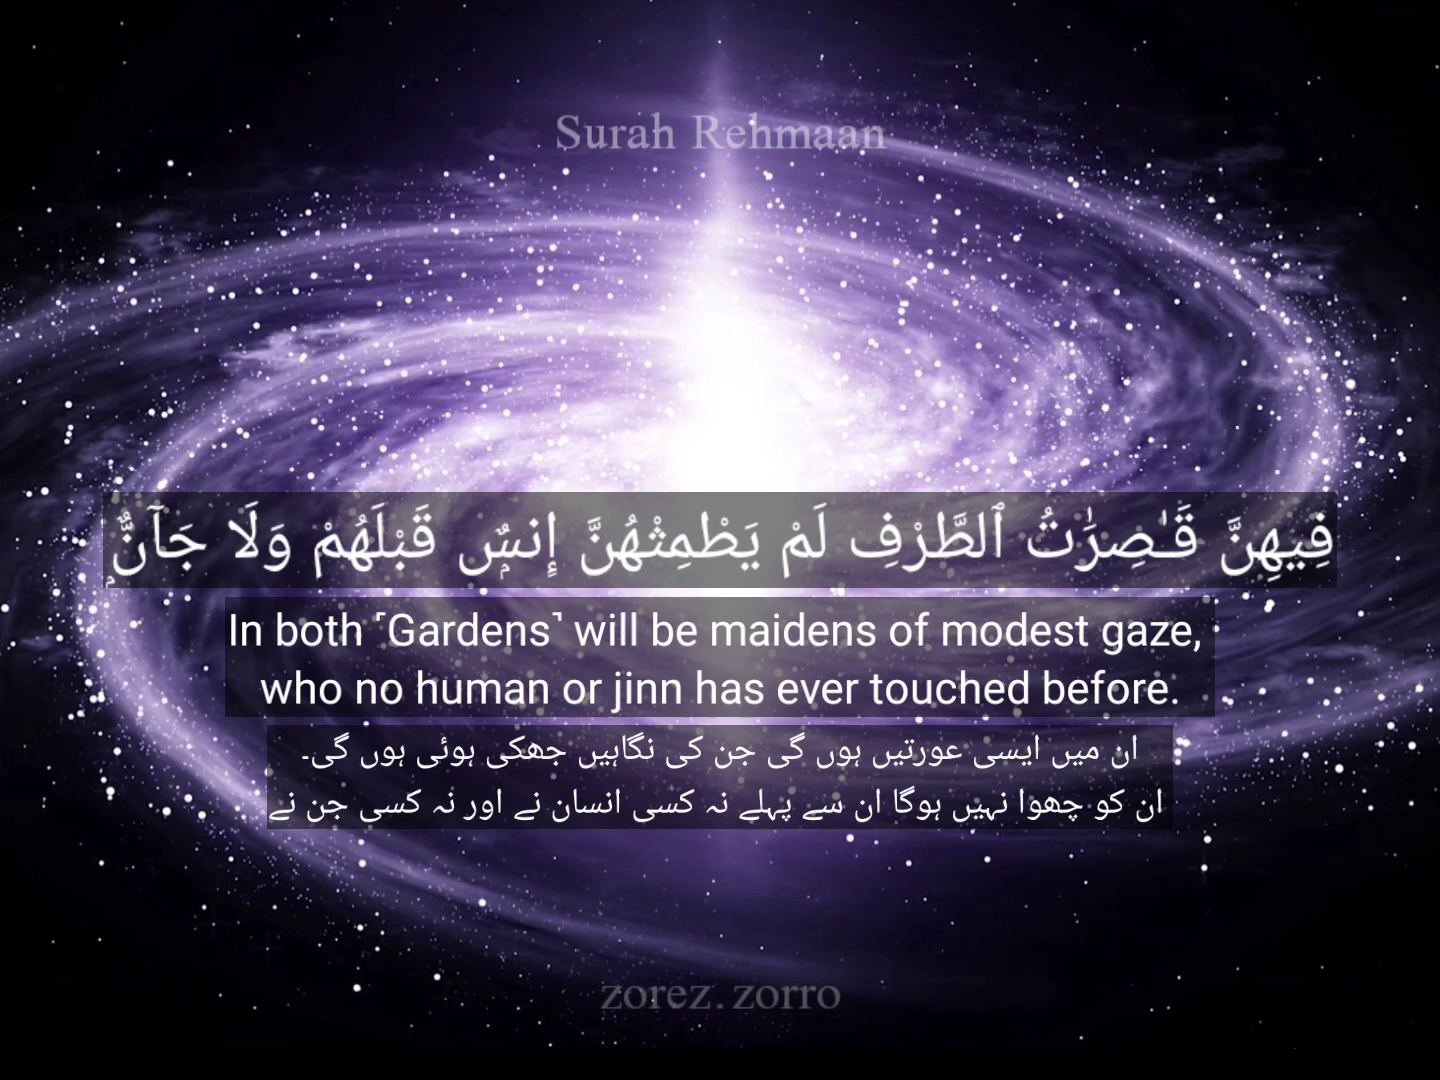 Surah Rehmaan
فِيهِنَّ قَـٰصِرَٰتُ ٱلطَّرْفِ لَمْ يَطْمِثْهُنَّ إِنسٌۭ قَبْلَهُمْ وَلَا جَآنٌّۭ
In both ˹Gardens˺ will be maidens of modest gaze,
who no human or jinn has ever touched before.
ان میں ایسی عورتیں ہوں گی جن کی نگاہیں جھکی ہوئی ہوں گی۔
ان کو چھوا نہیں ہوگا ان سے پہلے نہ کسی انسان نے اور نہ کسی جن نے
zorez.zorro